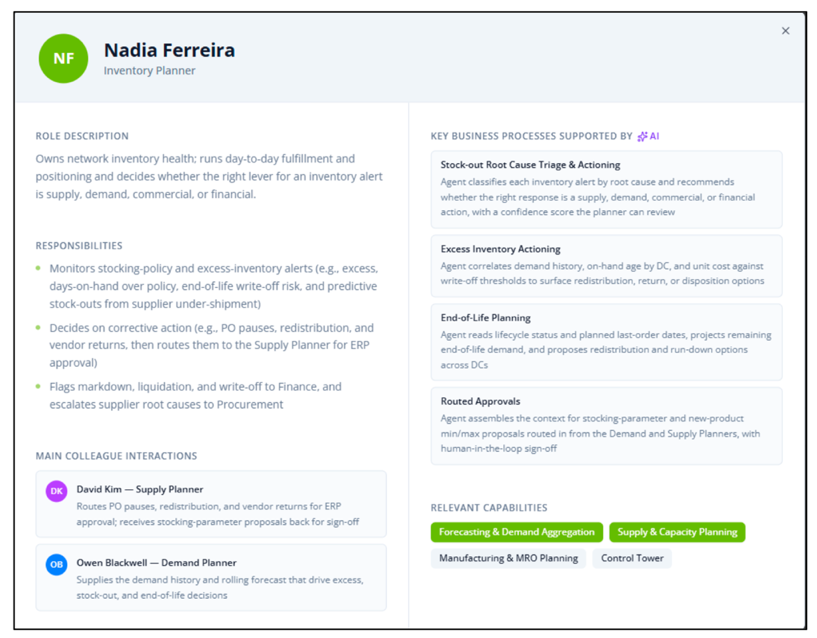 ×
NF
Nadia Ferreira
Inventory Planner
ROLE DESCRIPTION
Owns network inventory health; runs day-to-day fulfillment and
positioning and decides whether the right lever for an inventory alert
is supply, demand, commercial, or financial.
RESPONSIBILITIES
Monitors stocking-policy and excess-inventory alerts (e.g., excess,
days-on-hand over policy, end-of-life write-off risk, and predictive
stock-outs from supplier under-shipment)
Decides on corrective action (e.g., PO pauses, redistribution, and
vendor returns, then routes them to the Supply Planner for ERP
approval)
Flags markdown, liquidation, and write-off to Finance, and
escalates supplier root causes to Procurement
MAIN COLLEAGUE INTERACTIONS
DK
David Kim — Supply Planner
Routes PO pauses, redistribution, and vendor returns for ERP
approval; receives stocking-parameter proposals back for sign-off
OB
Owen Blackwell — Demand Planner
Supplies the demand history and rolling forecast that drive excess,
stock-out, and end-of-life decisions
KEY BUSINESS PROCESSES SUPPORTED BY AI
Stock-out Root Cause Triage & Actioning
Agent classifies each inventory alert by root cause and recommends
whether the right response is a supply, demand, commercial, or financial
action, with a confidence score the planner can review
Excess Inventory Actioning
Agent correlates demand history, on-hand age by DC, and unit cost against
write-off thresholds to surface redistribution, return, or disposition options
End-of-Life Planning
Agent reads lifecycle status and planned last-order dates, projects remaining
end-of-life demand, and proposes redistribution and run-down options
across DCs
Routed Approvals
Agent assembles the context for stocking-parameter and new-product
min/max proposals routed in from the Demand and Supply Planners, with
human-in-the-loop sign-off
RELEVANT CAPABILITIES
Forecasting & Demand Aggregation
Supply & Capacity Planning
Manufacturing & MRO Planning
Control Tower